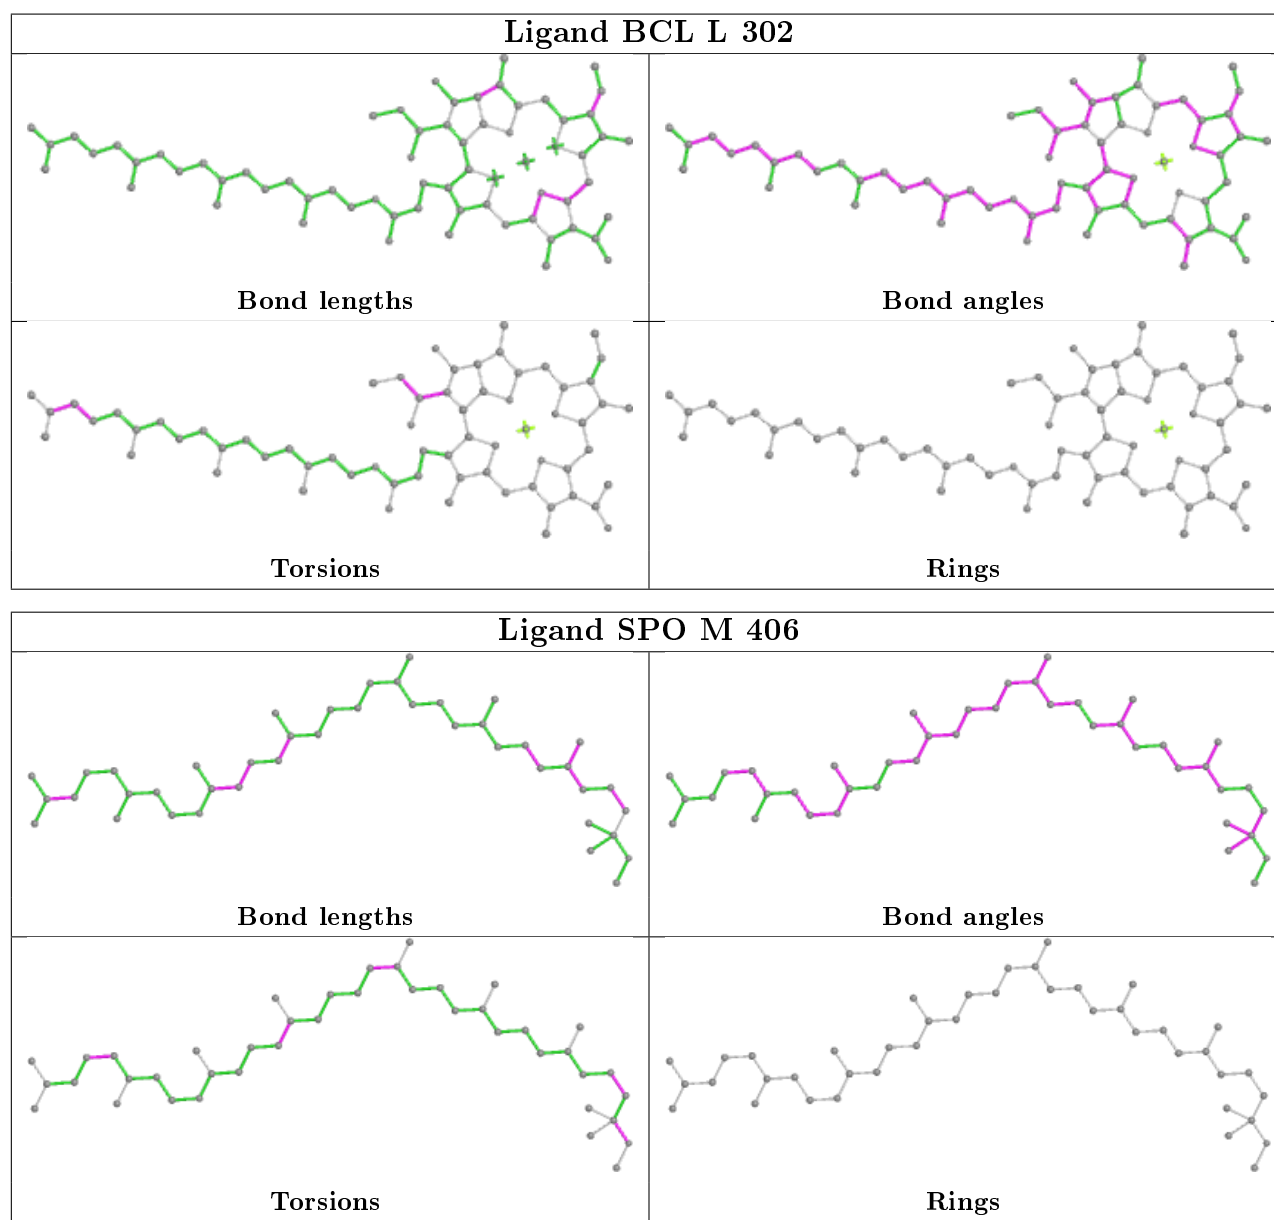 Ligand BCL L 302
Bond lengths
Bond angles
Torsions
Rings
Ligand SPO M 406
Bond lengths
Bond angles
Torsions
Rings